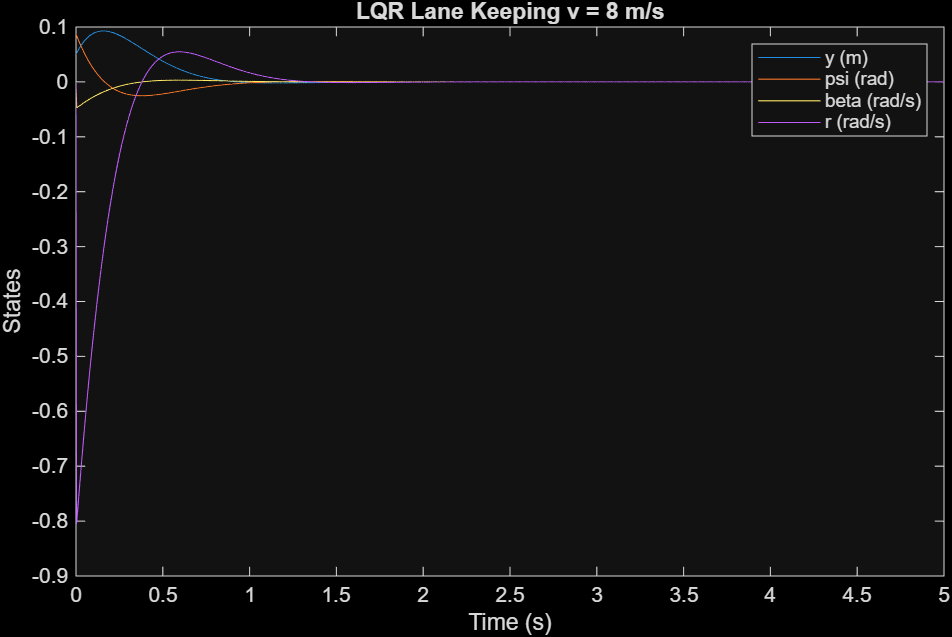 LQR Lane Keeping v = 8 m/s
0.1
0
-0.1
-0.2
-0.3
-0.4
-0.5
-0.6
-0.7
-0.8
-0.9
States
y (m)
psi (rad)
beta (rad/s)
r (rad/s)
0 0.5 1 1.5 2 2.5 3 3.5 4 4.5 5
Time (s)